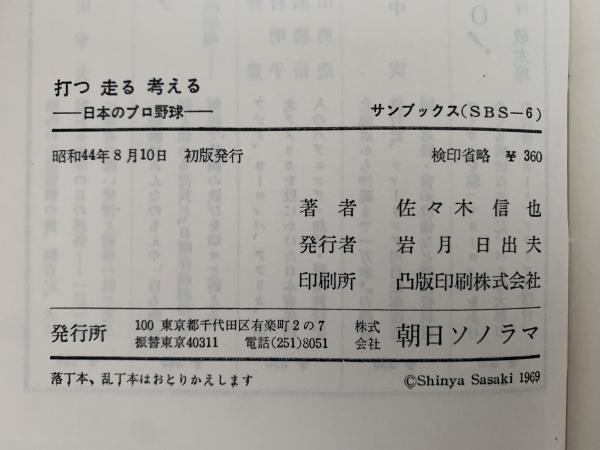 打つ 走る 考える
——日本のプロ野球——
サンブックス(SBS—6)
昭和44年8月10日 初版発行
検印省略 ¥ 360
著者 佐々木信也
発行者 岩月日出夫
印刷所 凸版印刷株式会社
発行所
100 東京都千代田区有楽町2の7
振替東京40311 電話(251)8051
株式会社 朝日ソノラマ
落丁本、乱丁本はおとりかえします
©Shinya Sasaki 1969